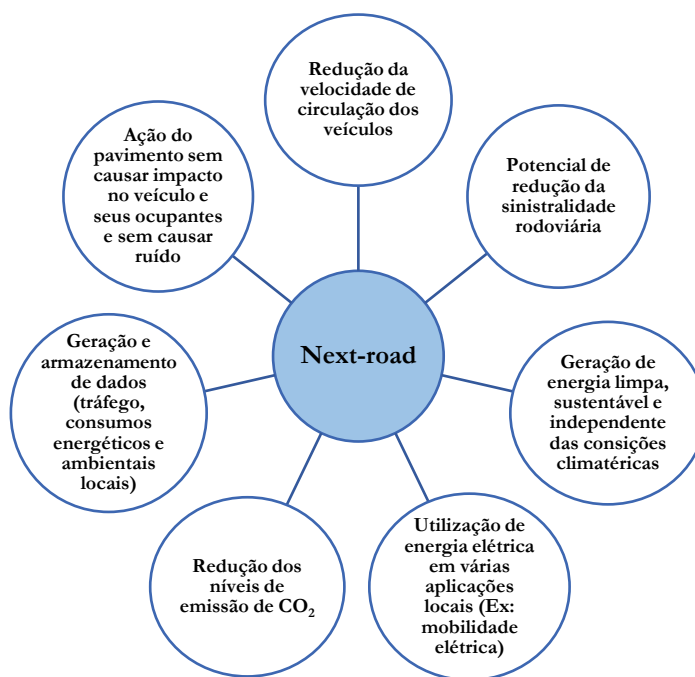 Redução da
velocidade de
circulação dos
veículos
Potencial de
redução da
sinistralidade
rodoviária
Geração de
energia limpa,
sustentável e
independente
das consições
climatéricas
Utilização de
energia elétrica
em várias
aplicações
locais (Ex:
mobilidade
elétrica)
Redução dos
níveis de
emissão de CO₂
Geração e
armazenamento
de dados
(tráfego,
consumos
energéticos e
ambientais
locais)
Ação do
pavimento sem
causar impacto
no veículo e
seus ocupantes
e sem causar
ruído
Next-road